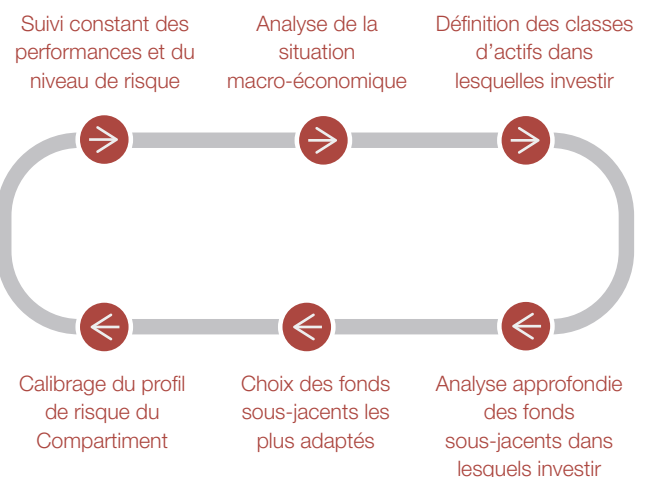 Suivi constant des
performances et du
niveau de risque
Analyse de la
situation
macro-économique
Définition des classes
d’actifs dans
lesquelles investir
Calibrage du profil
de risque du
Compartiment
Choix des fonds
sous-jacents les
plus adaptés
Analyse approfondie
des fonds
sous-jacents dans
lesquels investir